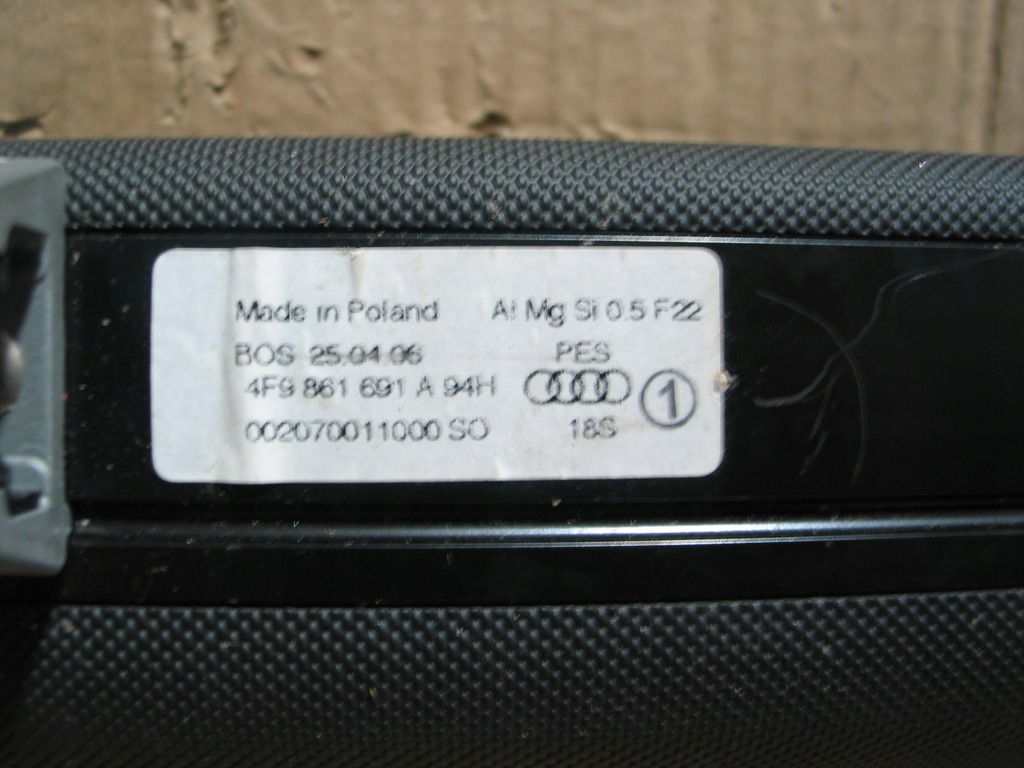 Made in Poland Al Mg Si 0.5 F22
BOS 25.04.06 PES
4F9 861 691 A 94H 1
002070011000 SO 18S